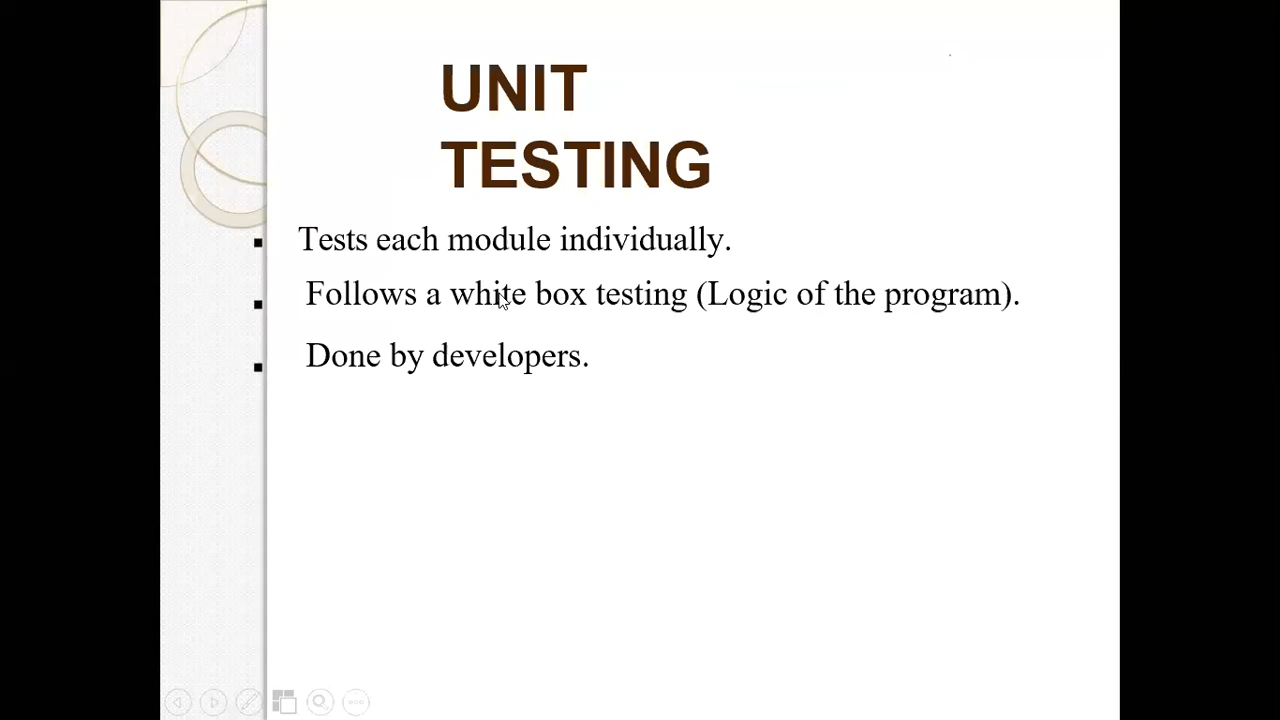 UNIT
TESTING
Tests each module individually.
Follows a white box testing (Logic of the program).
Done by developers.